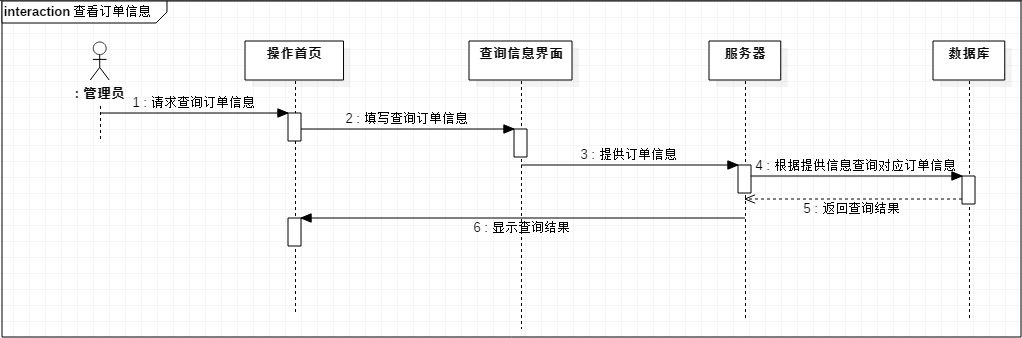 interaction 查看订单信息
操作首页
查询信息界面
服务器
数据库
: 管理员
1 : 请求查询订单信息
2 : 填写查询订单信息
3 : 提供订单信息
4 : 根据提供信息查询对应订单信息
5 : 返回查询结果
6 : 显示查询结果